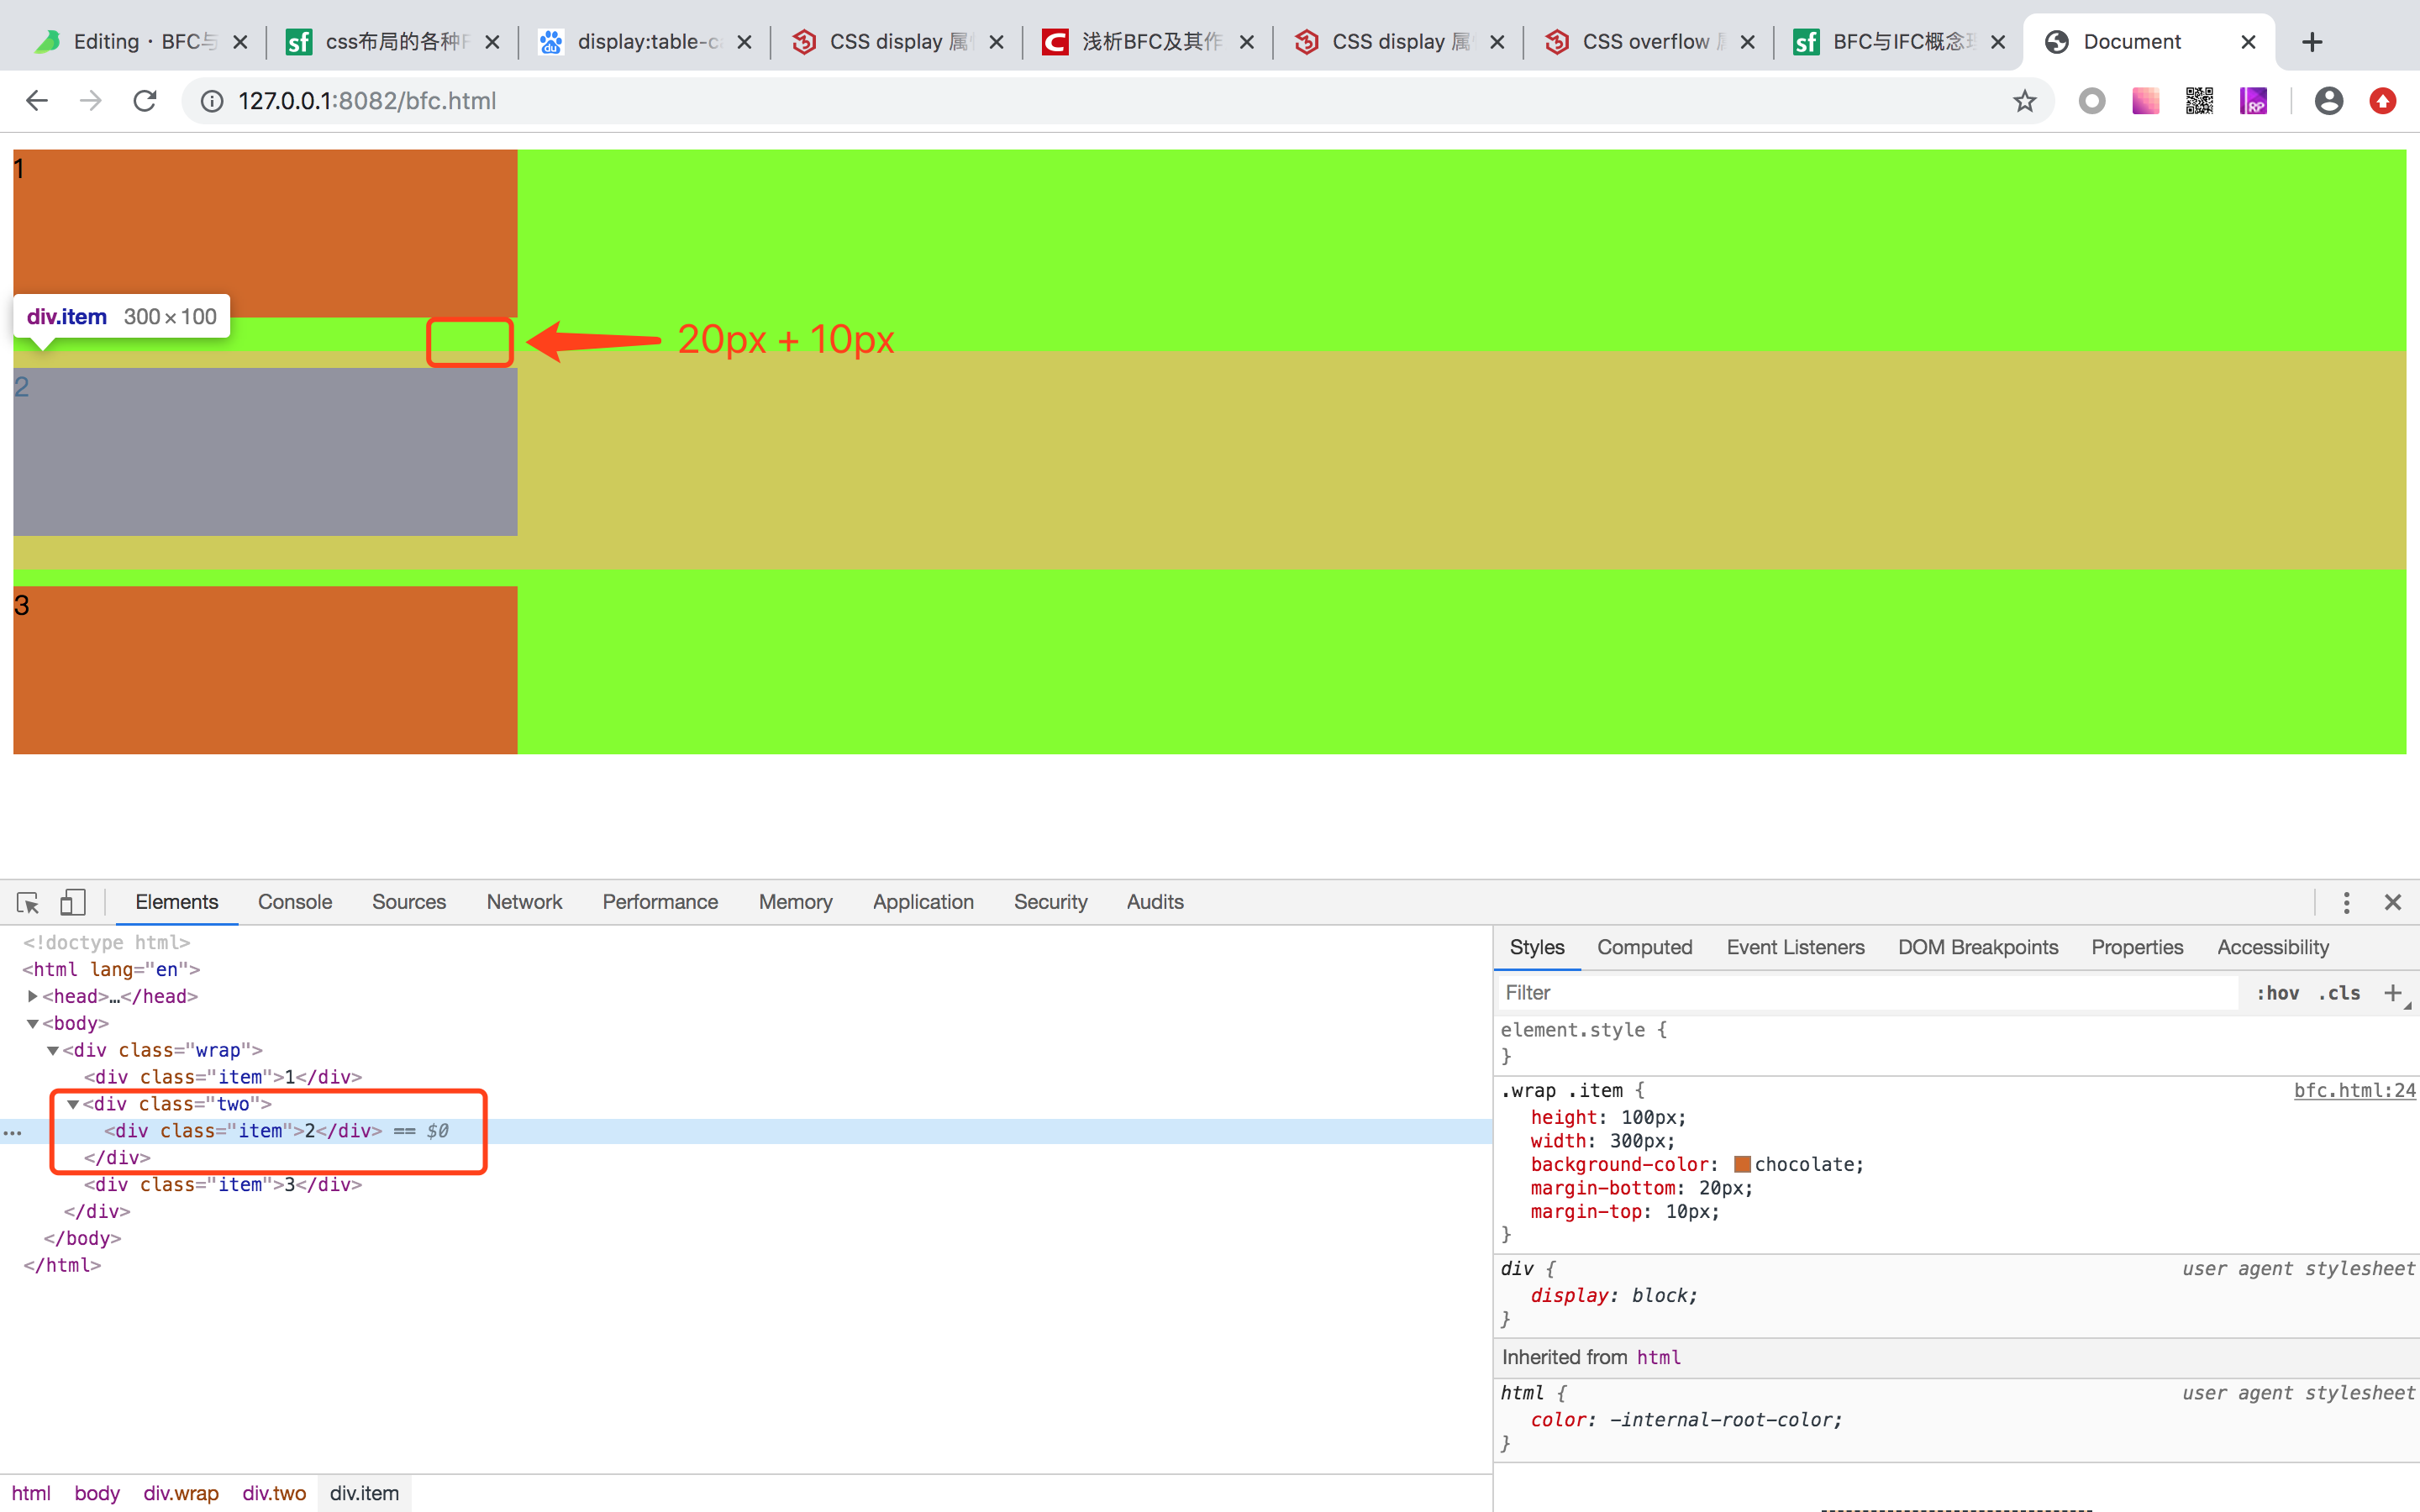 Editing · BFC与
css布局的各种
display:table-c
CSS display 属
浅析BFC及其作
CSS display 属
CSS overflow
BFC与IFC概念
Document
127.0.0.1:8082/bfc.html
1
div.item 300 × 100
20px + 10px
2
3
Elements Console Sources Network Performance Memory Application Security Audits
<!doctype html>
<html lang="en">
<head>…</head>
<body>
<div class="wrap">
<div class="item">1</div>
<div class="two">
<div class="item">2</div> == $0
</div>
<div class="item">3</div>
</div>
</body>
</html>
html body div.wrap div.two div.item
Styles Computed Event Listeners DOM Breakpoints Properties Accessibility
Filter :hov .cls +
element.style {
}
.wrap .item { bfc.html:24
height: 100px;
width: 300px;
background-color: chocolate;
margin-bottom: 20px;
margin-top: 10px;
}
div { user agent stylesheet
display: block;
}
Inherited from html
html { user agent stylesheet
color: -internal-root-color;
}